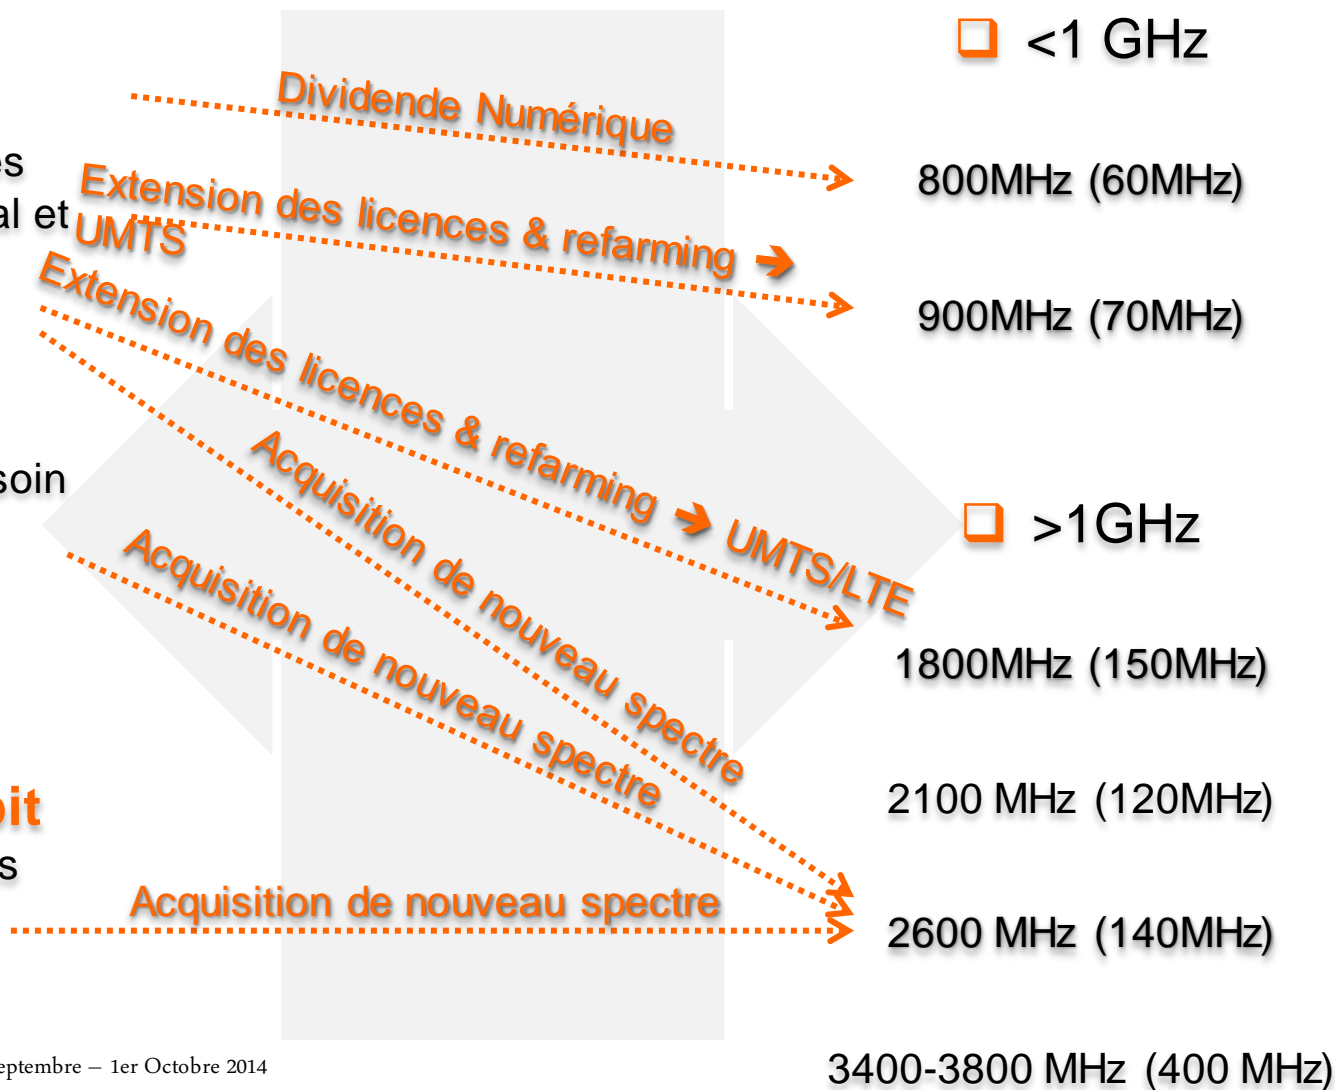 <1 GHz
Dividende Numérique
es
800MHz (60MHz)
Extension des licences & refarming ➔
al et
UMTS
900MHz (70MHz)
Extension des licences & refarming ➔ UMTS/LTE
soin
>1GHz
Acquisition de nouveau spectre
Acquisition de nouveau spectre
1800MHz (150MHz)
2100 MHz (120MHz)
bit
s
Acquisition de nouveau spectre
2600 MHz (140MHz)
eptembre – 1er Octobre 2014
3400-3800 MHz (400 MHz)